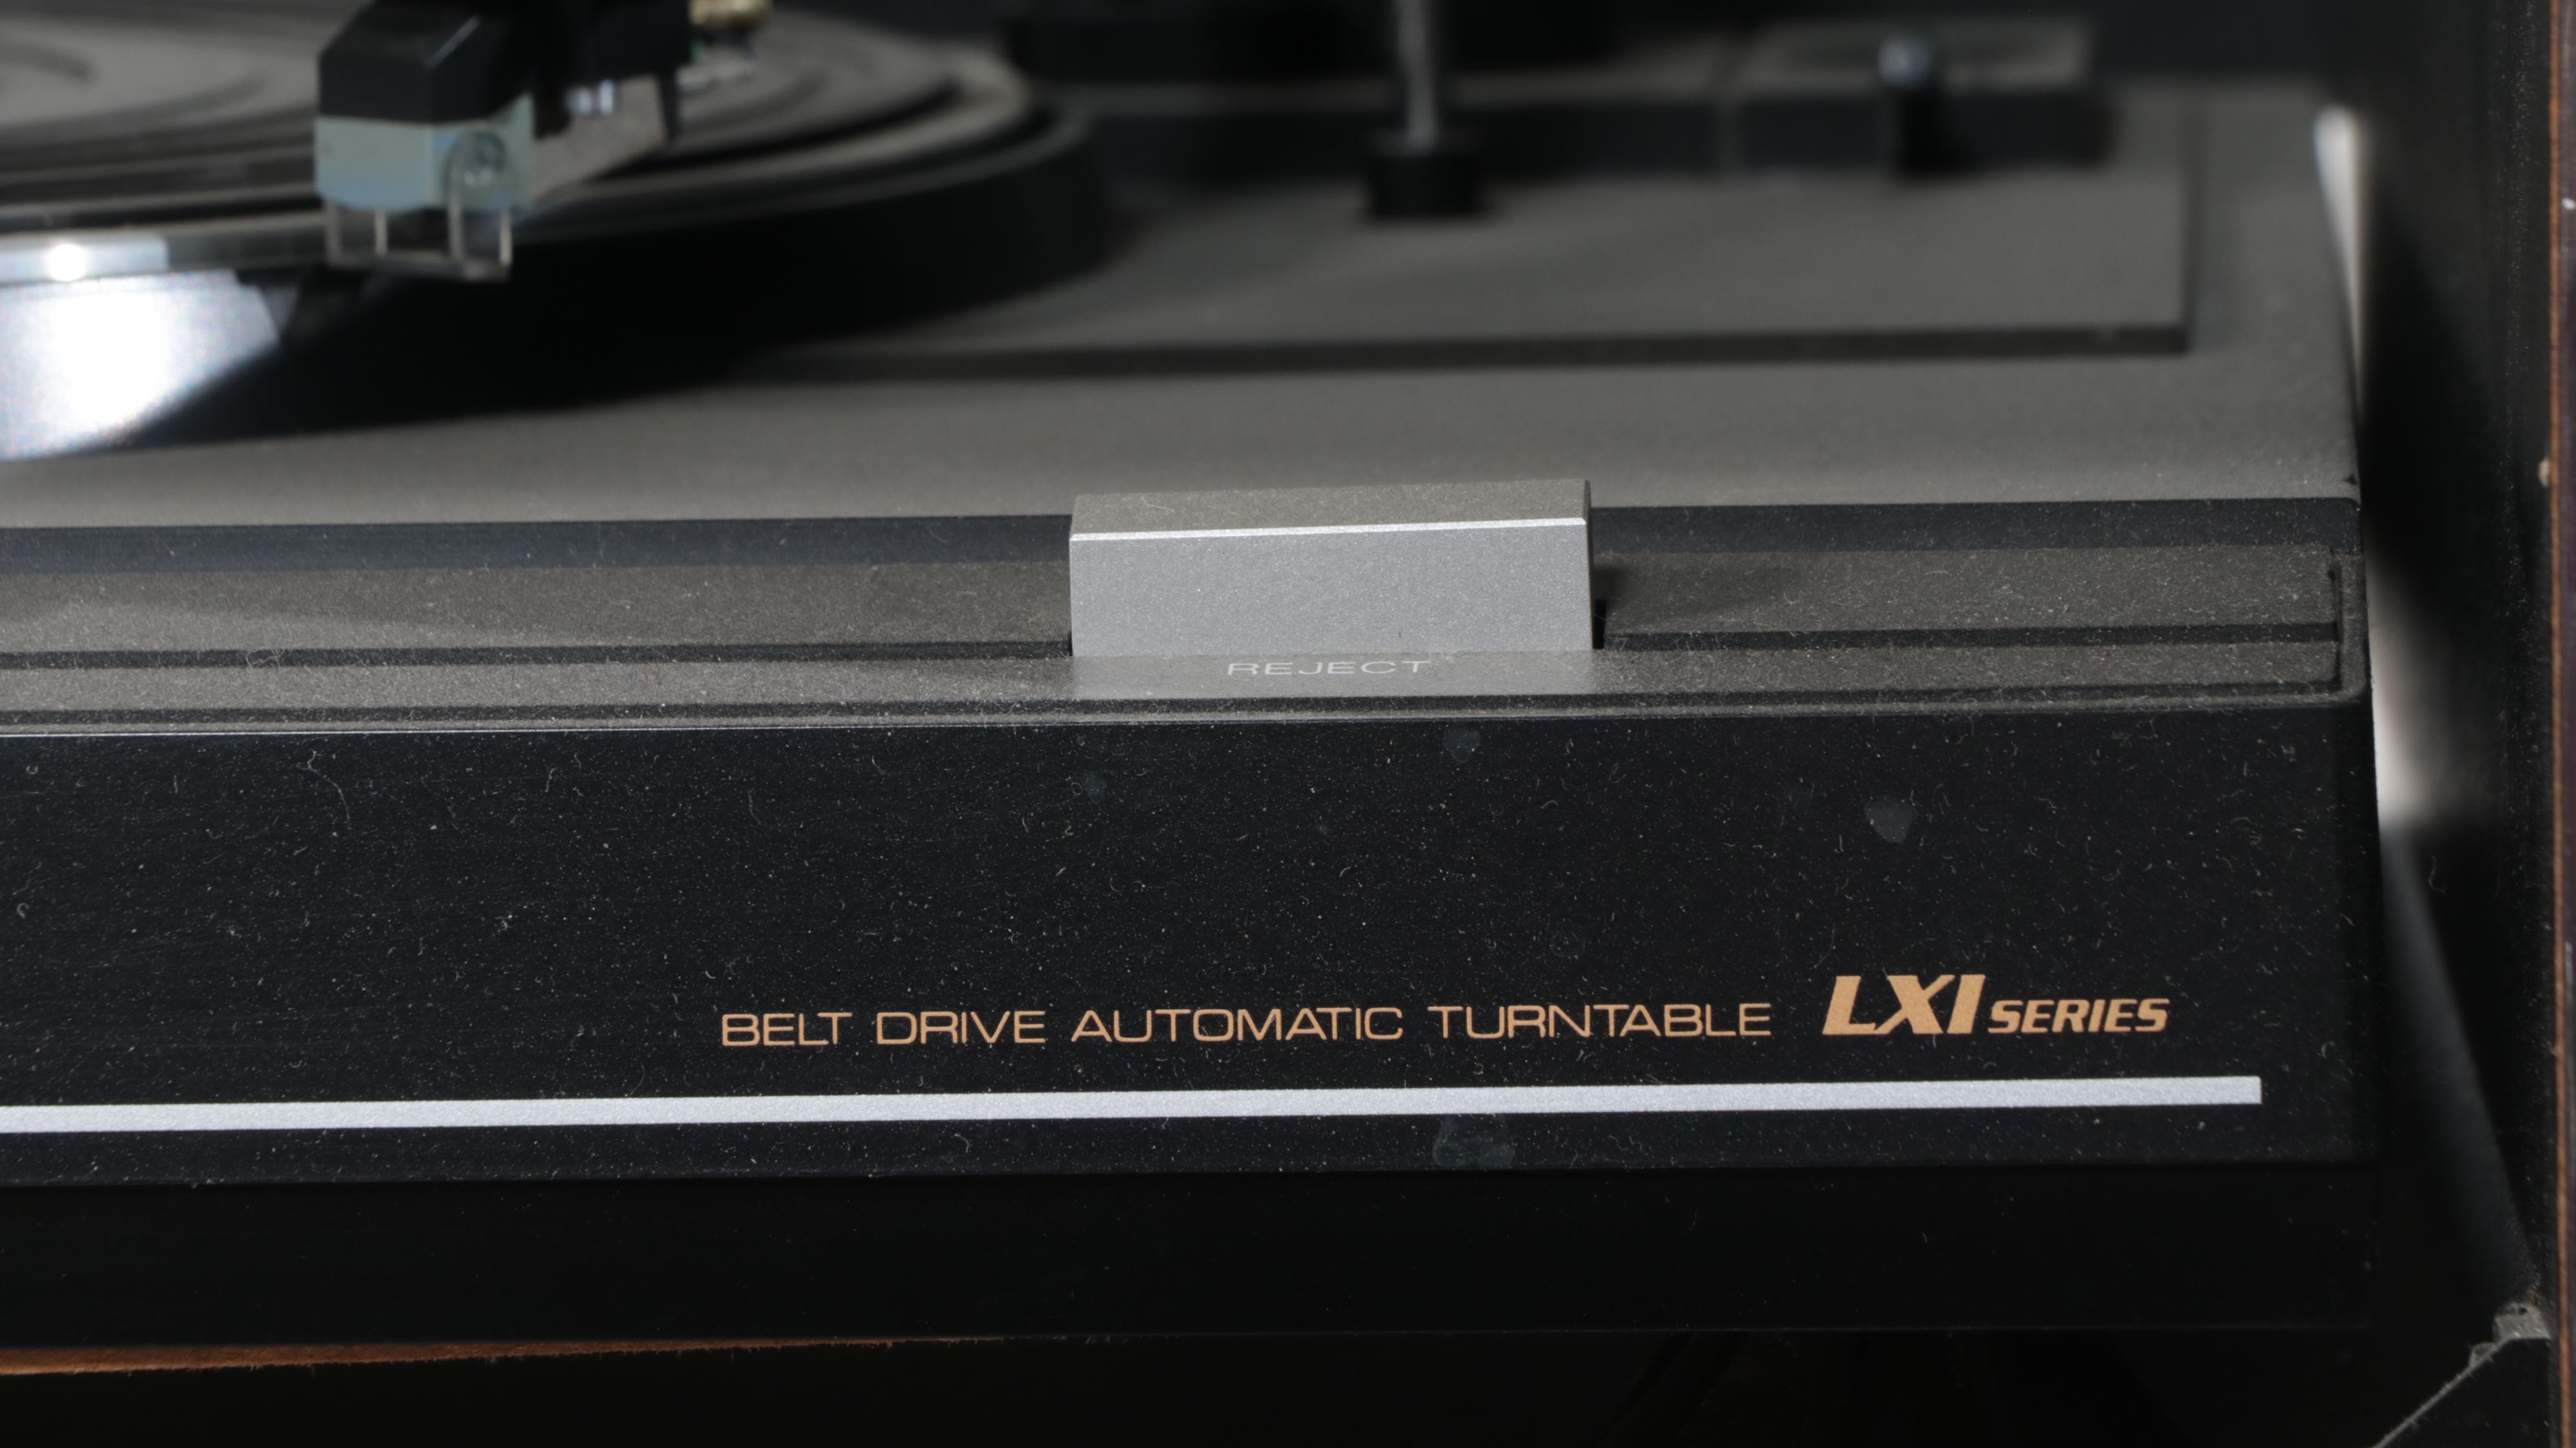 REJECT
BELT DRIVE AUTOMATIC TURNTABLE LXI SERIES